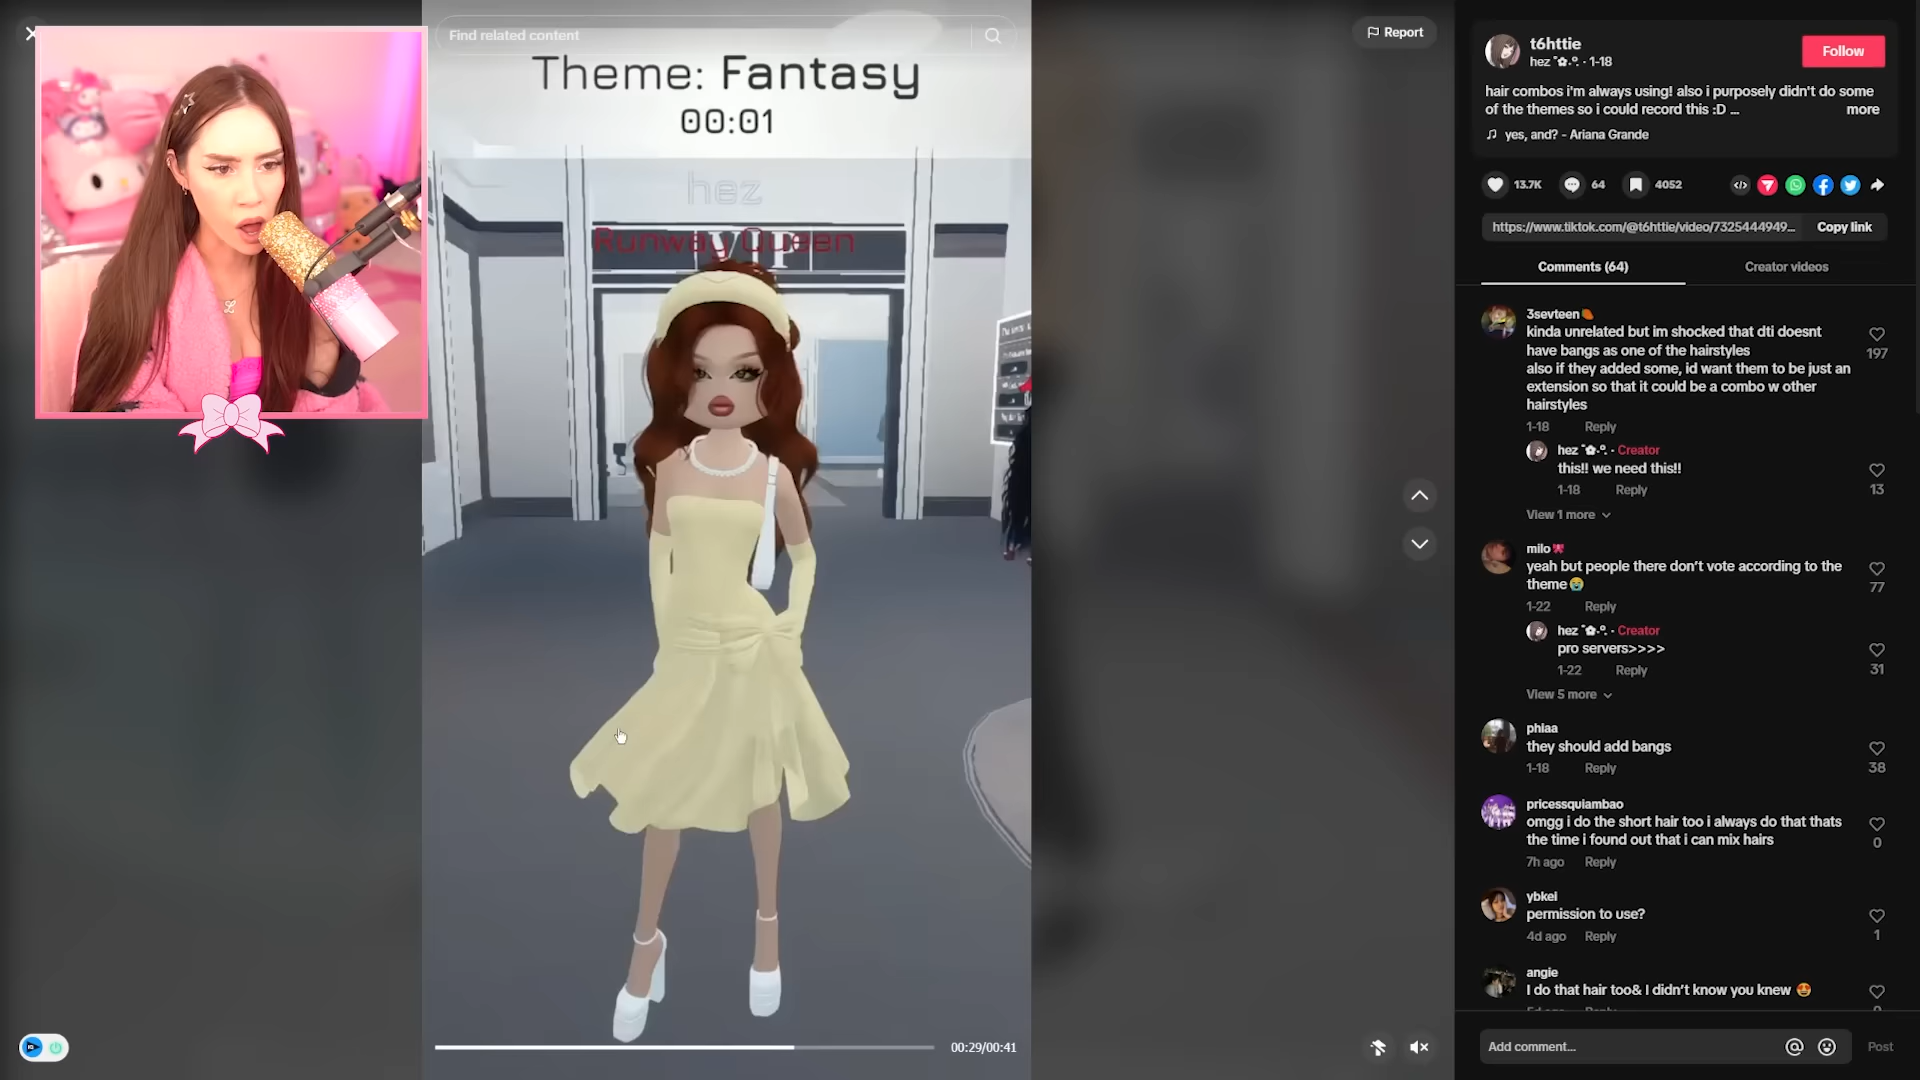 Find related content
Report
Theme: Fantasy
00:01
hez
Runway Queen
VIP
00:29/00:41
t6httie
hez ˜✿.º. · 1-18
Follow
hair combos i'm always using! also i purposely didn't do some
of the themes so i could record this :D ...
more
yes, and? - Ariana Grande
13.7K
64
4052
https://www.tiktok.com/@t6httie/video/7325444949...
Copy link
Comments (64)
Creator videos
3sevteen
kinda unrelated but im shocked that dti doesnt
have bangs as one of the hairstyles
also if they added some, id want them to be just an
extension so that it could be a combo w other
hairstyles
197
1-18
Reply
hez ˜✿.º. · Creator
this!! we need this!!
13
1-18
Reply
View 1 more
milo
yeah but people there don't vote according to the
theme😭
77
1-22
Reply
hez ˜✿.º. · Creator
pro servers>>>>
31
1-22
Reply
View 5 more
phiaa
they should add bangs
38
1-18
Reply
pricessquiambao
omgg i do the short hair too i always do that thats
the time i found out that i can mix hairs
0
7h ago
Reply
ybkei
permission to use?
1
4d ago
Reply
angie
I do that hair too& I didn't know you knew 😍
Add comment...
Post